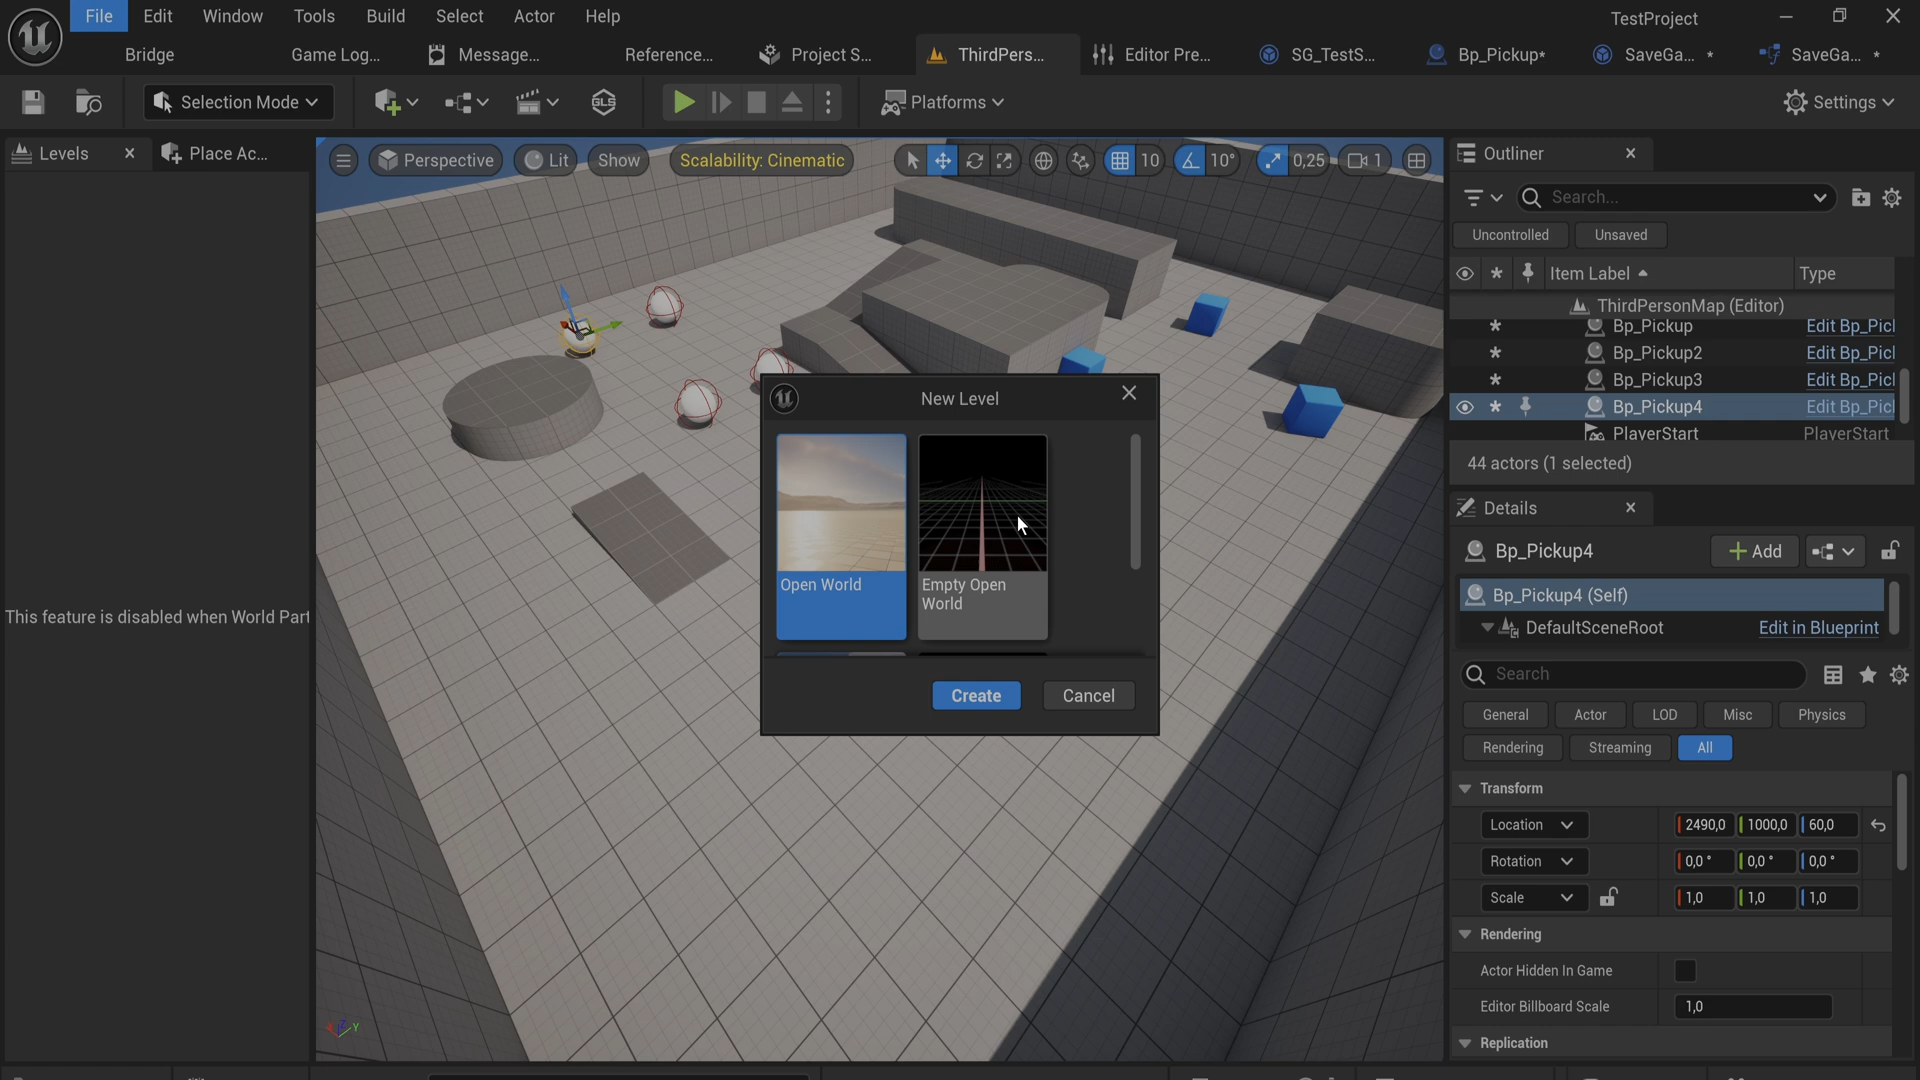 File Edit Window Tools Build Select Actor Help
TestProject
Bridge Game Log... Message... Reference... Project S... ThirdPers... Editor Pre... SG_TestS... Bp_Pickup* SaveGa... * SaveGa... *
Selection Mode GLS Platforms Settings
Levels Place Ac...
This feature is disabled when World Part
Perspective Lit Show Scalability: Cinematic 10 10° 0,25 1
New Level
Open World
Empty Open
World
Create Cancel
X Z Y
Outliner
Search...
Uncontrolled Unsaved
Item Label Type
ThirdPersonMap (Editor)
Bp_Pickup Edit Bp_Picl
Bp_Pickup2 Edit Bp_Picl
Bp_Pickup3 Edit Bp_Picl
Bp_Pickup4 Edit Bp_Picl
PlayerStart PlayerStart
44 actors (1 selected)
Details
Bp_Pickup4 Add
Bp_Pickup4 (Self)
DefaultSceneRoot Edit in Blueprint
Search
General Actor LOD Misc Physics
Rendering Streaming All
Transform
Location 2490,0 1000,0 60,0
Rotation 0,0 ° 0,0 ° 0,0 °
Scale 1,0 1,0 1,0
Rendering
Actor Hidden In Game
Editor Billboard Scale 1,0
Replication